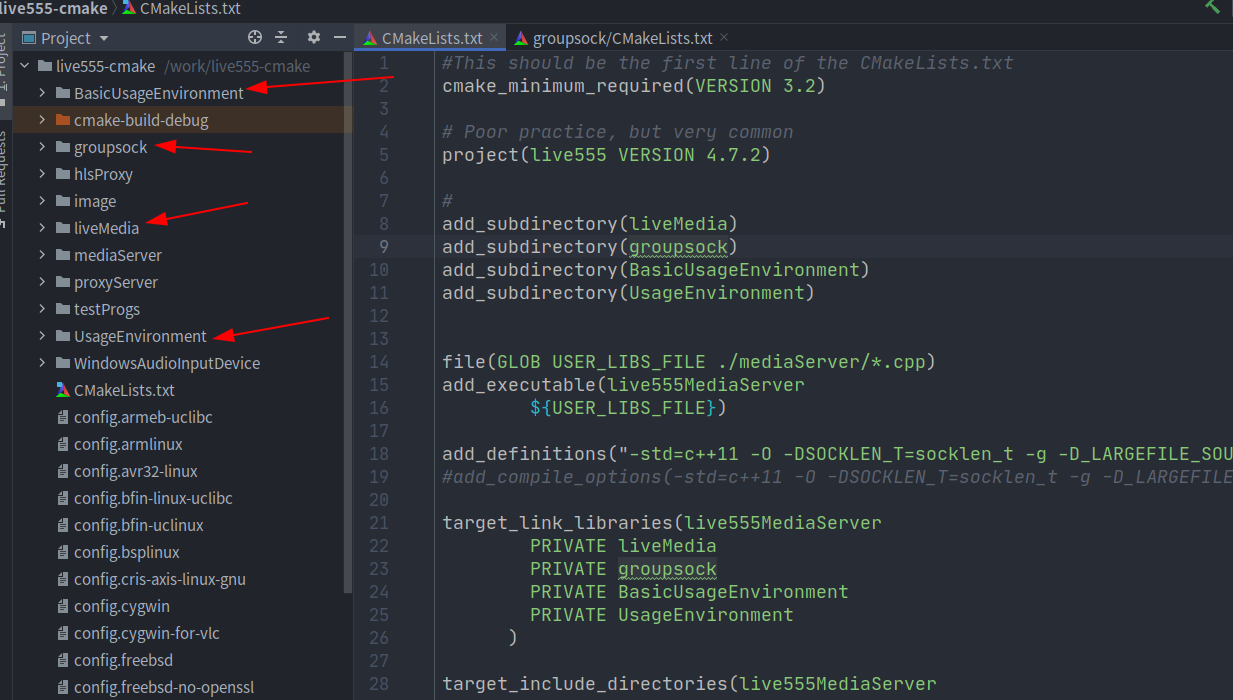 live555-cmake CMakeLists.txt
Project
CMakeLists.txt
groupsock/CMakeLists.txt
live555-cmake /work/live555-cmake
BasicUsageEnvironment
cmake-build-debug
groupsock
hlsProxy
image
liveMedia
mediaServer
proxyServer
testProgs
UsageEnvironment
WindowsAudioInputDevice
CMakeLists.txt
config.armeb-uclibc
config.armlinux
config.avr32-linux
config.bfin-linux-uclibc
config.bfin-uclinux
config.bsplinux
config.cris-axis-linux-gnu
config.cygwin
config.cygwin-for-vlc
config.freebsd
config.freebsd-no-openssl
1 #This should be the first line of the CMakeLists.txt
2 cmake_minimum_required(VERSION 3.2)
3
4 # Poor practice, but very common
5 project(live555 VERSION 4.7.2)
6
7 #
8 add_subdirectory(liveMedia)
9 add_subdirectory(groupsock)
10 add_subdirectory(BasicUsageEnvironment)
11 add_subdirectory(UsageEnvironment)
12
13
14 file(GLOB USER_LIBS_FILE ./mediaServer/*.cpp)
15 add_executable(live555MediaServer
16 ${USER_LIBS_FILE})
17
18 add_definitions("-std=c++11 -O -DSOCKLEN_T=socklen_t -g -D_LARGEFILE_SOU
19 #add_compile_options(-std=c++11 -O -DSOCKLEN_T=socklen_t -g -D_LARGEFILE
20
21 target_link_libraries(live555MediaServer
22 PRIVATE liveMedia
23 PRIVATE groupsock
24 PRIVATE BasicUsageEnvironment
25 PRIVATE UsageEnvironment
26 )
27
28 target_include_directories(live555MediaServer